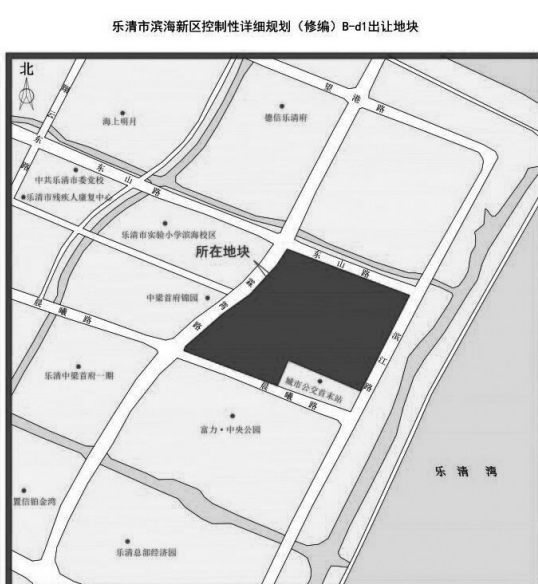 乐清市滨海新区控制性详细规划（修编）B-d1出让地块
北
翔云路
望港路
海上明月
德信乐清府
东山路
中共乐清市委党校
乐清市残疾人康复中心
乐清市实验小学滨海校区
所在地块
东山路
中梁首府锦园
晨曦路
滨江路
乐清中梁首府一期
城市公交首末站
晨曦路
富力·中央公园
乐清湾
置信铂金湾
乐清总部经济园